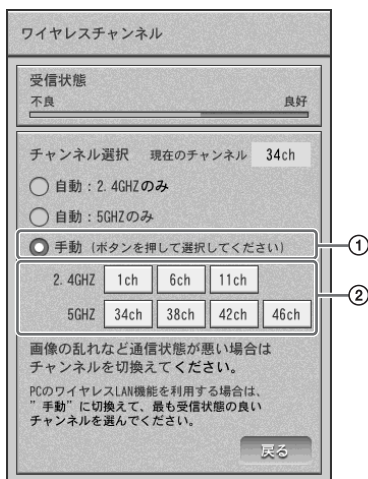 ワイヤレスチャンネル
受信状態
不良 良好
チャンネル選択 現在のチャンネル 34ch
自動：2.4GHZのみ
自動：5GHZのみ
手動（ボタンを押して選択してください） ①
2.4GHZ 1ch 6ch 11ch ②
5GHZ 34ch 38ch 42ch 46ch
画像の乱れなど通信状態が悪い場合は
チャンネルを切換えてください。
PCのワイヤレスLAN機能を利用する場合は、
”手動”に切換えて、最も受信状態の良い
チャンネルを選んでください。
戻る